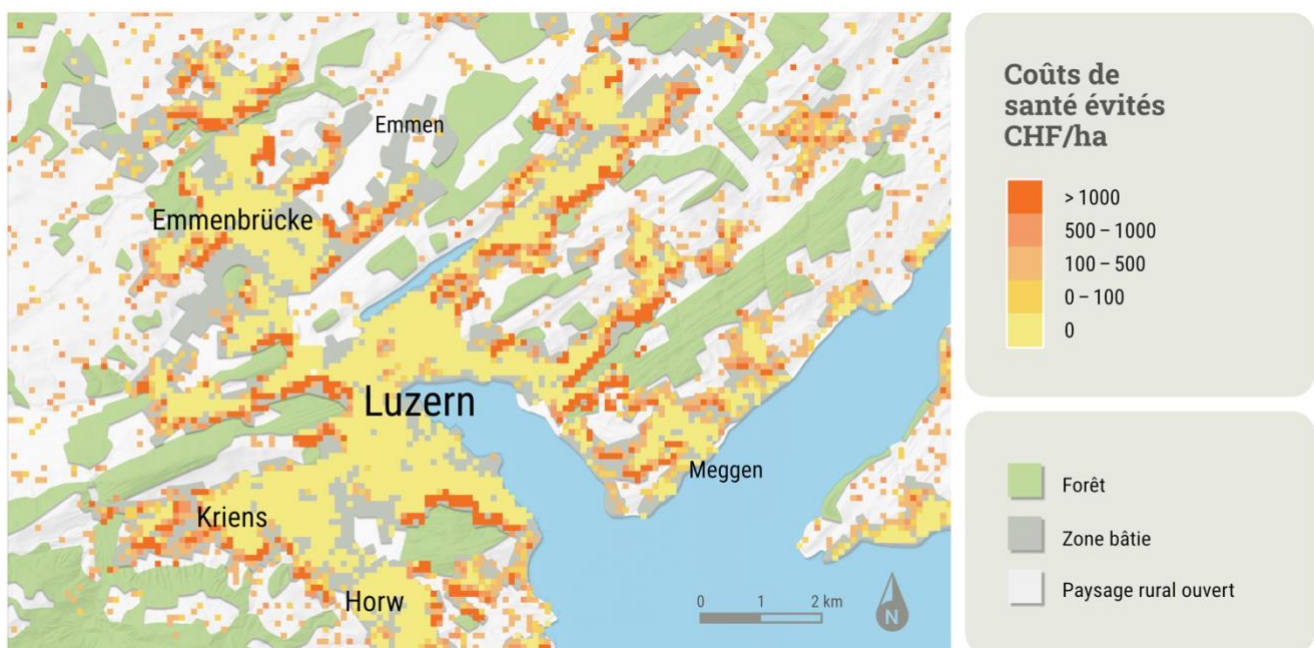 Emmen
Emmenbrücke
Luzern
Meggen
Kriens
Horw
0 1 2 km
N
Coûts de
santé évités
CHF/ha
> 1000
500 – 1000
100 – 500
0 – 100
0
Forêt
Zone bâtie
Paysage rural ouvert